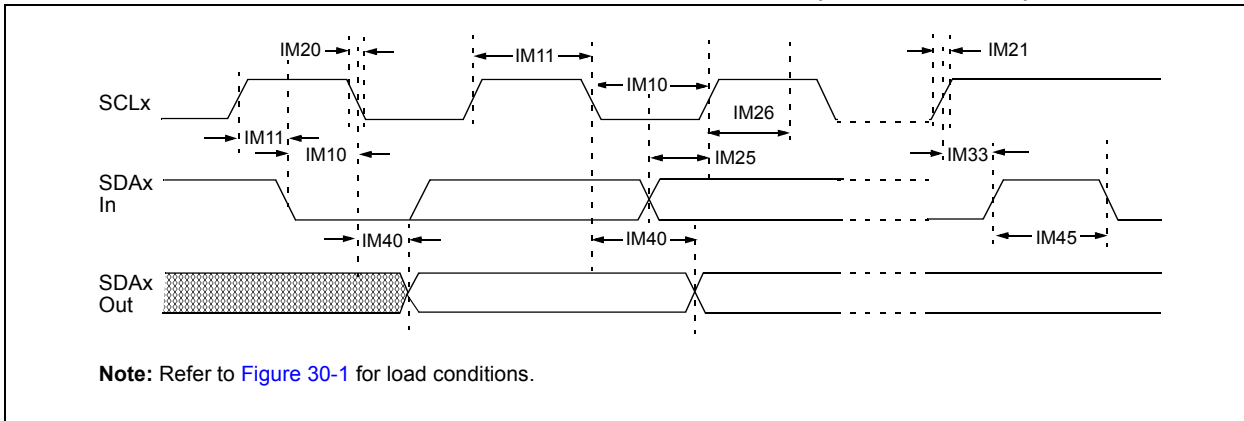 IM20
IM11
IM21
IM10
SCLx
IM26
IM11
IM10
IM33
IM25
SDAx
In
IM40
IM40
IM45
SDAx
Out
Note: Refer to Figure 30-1 for load conditions.